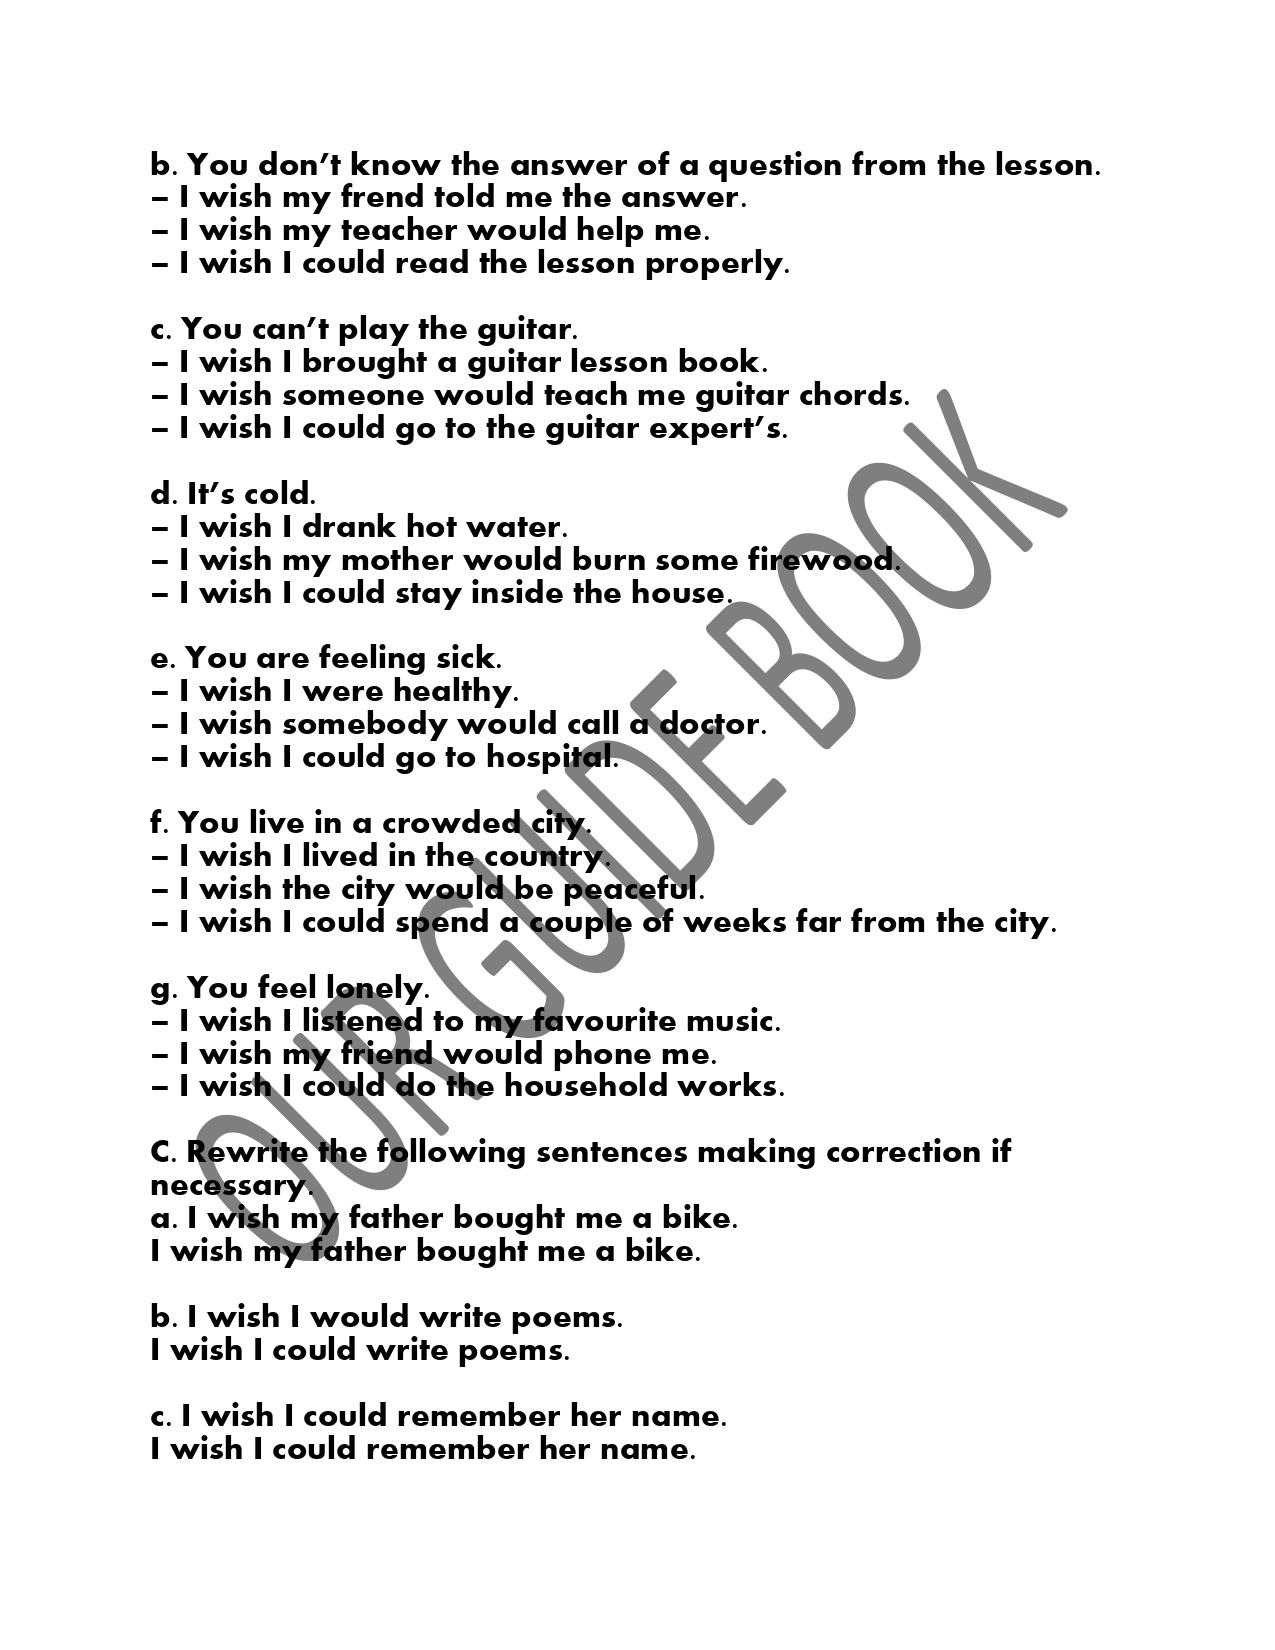 b. You don’t know the answer of a question from the lesson.
– I wish my frend told me the answer.
– I wish my teacher would help me.
– I wish I could read the lesson properly.
c. You can’t play the guitar.
– I wish I brought a guitar lesson book.
– I wish someone would teach me guitar chords.
– I wish I could go to the guitar expert’s.
d. It’s cold.
– I wish I drank hot water.
– I wish my mother would burn some firewood.
– I wish I could stay inside the house.
e. You are feeling sick.
– I wish I were healthy.
– I wish somebody would call a doctor.
– I wish I could go to hospital.
f. You live in a crowded city.
– I wish I lived in the country.
– I wish the city would be peaceful.
– I wish I could spend a couple of weeks far from the city.
g. You feel lonely.
– I wish I listened to my favourite music.
– I wish my friend would phone me.
– I wish I could do the household works.
C. Rewrite the following sentences making correction if
necessary.
a. I wish my father bought me a bike.
I wish my father bought me a bike.
b. I wish I would write poems.
I wish I could write poems.
c. I wish I could remember her name.
I wish I could remember her name.
OUR GUIDE BOOK